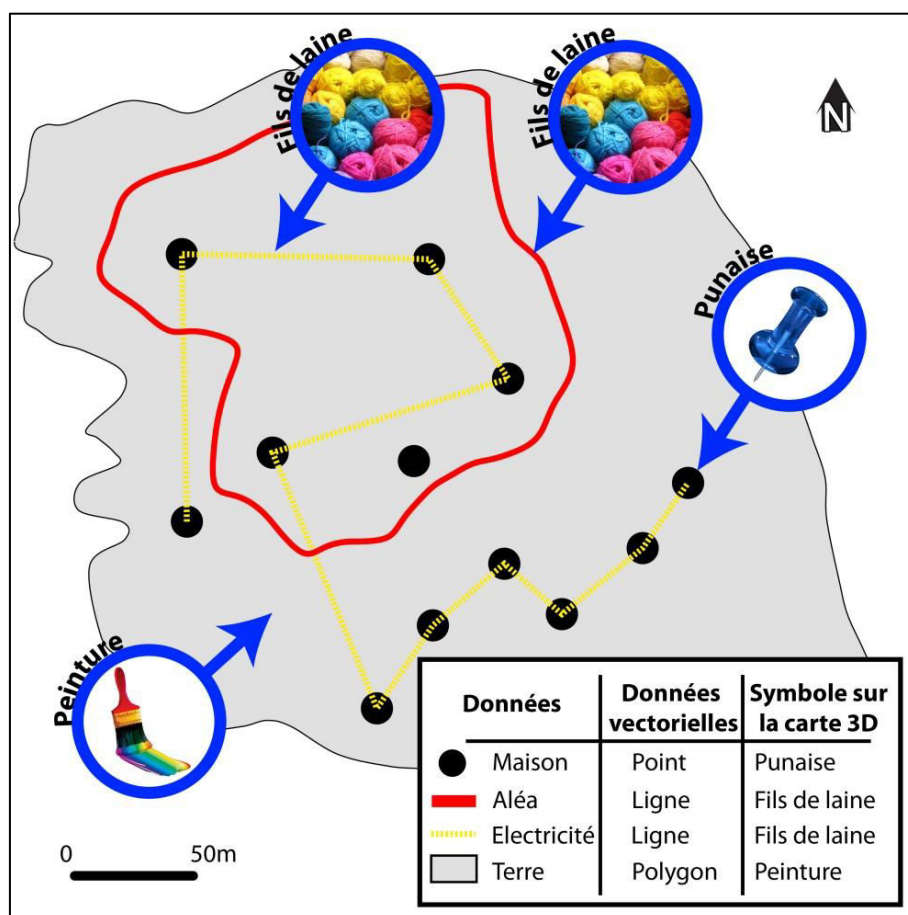 Fils de laine
Fils de laine
N
Punaise
Peinture
0 50m
Données Données vectorielles Symbole sur la carte 3D
Maison Point Punaise
Aléa Ligne Fils de laine
Electricité Ligne Fils de laine
Terre Polygon Peinture